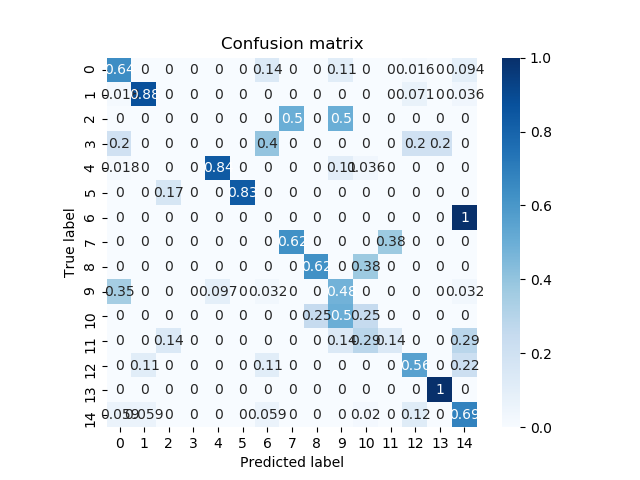 Confusion matrix
0 0.64 0 0 0 0 0 0.14 0 0 0.11 0 0 0.016 0 0.094
1 0.88 0 0 0 0 0 0 0 0 0 0 0.071 0 0.036
2 0 0 0 0 0 0 0 0.5 0 0.5 0 0 0 0 0
3 0.2 0 0 0 0 0 0.4 0 0 0 0 0 0.2 0.2 0
4 0.018 0 0 0 0.84 0 0 0 0 0.036 0 0 0 0
5 0 0 0.17 0 0 0.83 0 0 0 0 0 0 0 0 0
6 0 0 0 0 0 0 0 0 0 0 0 0 0 0 1
7 0 0 0 0 0 0 0 0.62 0 0 0 0.38 0 0 0
8 0 0 0 0 0 0 0 0 0.62 0 0.38 0 0 0 0
9 0.35 0 0 0 0.097 0 0.032 0 0 0.48 0 0 0 0 0.032
10 0 0 0 0 0 0 0 0 0.25 0.5 0.25 0 0 0 0
11 0 0 0.14 0 0 0 0 0 0 0.14 0.29 0.14 0 0 0.29
12 0 0.11 0 0 0 0 0.11 0 0 0 0 0 0.56 0 0.22
13 0 0 0 0 0 0 0 0 0 0 0 0 0 1 0
14 0.059 0.059 0 0 0 0 0.059 0 0 0 0.02 0 0.12 0 0.69
0 1 2 3 4 5 6 7 8 9 10 11 12 13 14
Predicted label
True label
1.0
0.8
0.6
0.4
0.2
0.0